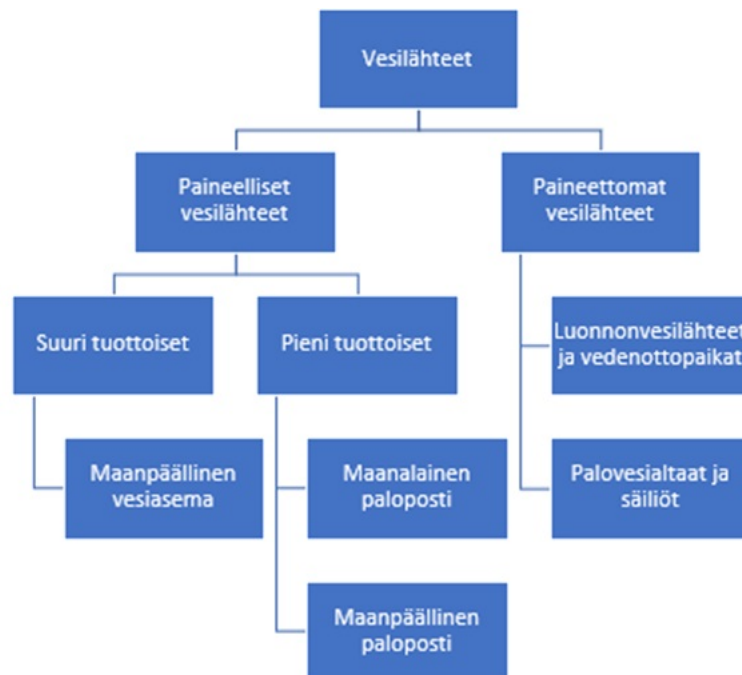 Vesilähteet
Paineelliset
vesilähteet
Paineettomat
vesilähteet
Suuri tuottoiset
Pieni tuottoiset
Luonnonvesilähteet
ja vedenottopaikat
Maanpäällinen
vesiasema
Maanalainen
paloposti
Palovesialtaat ja
säiliöt
Maanpäällinen
paloposti